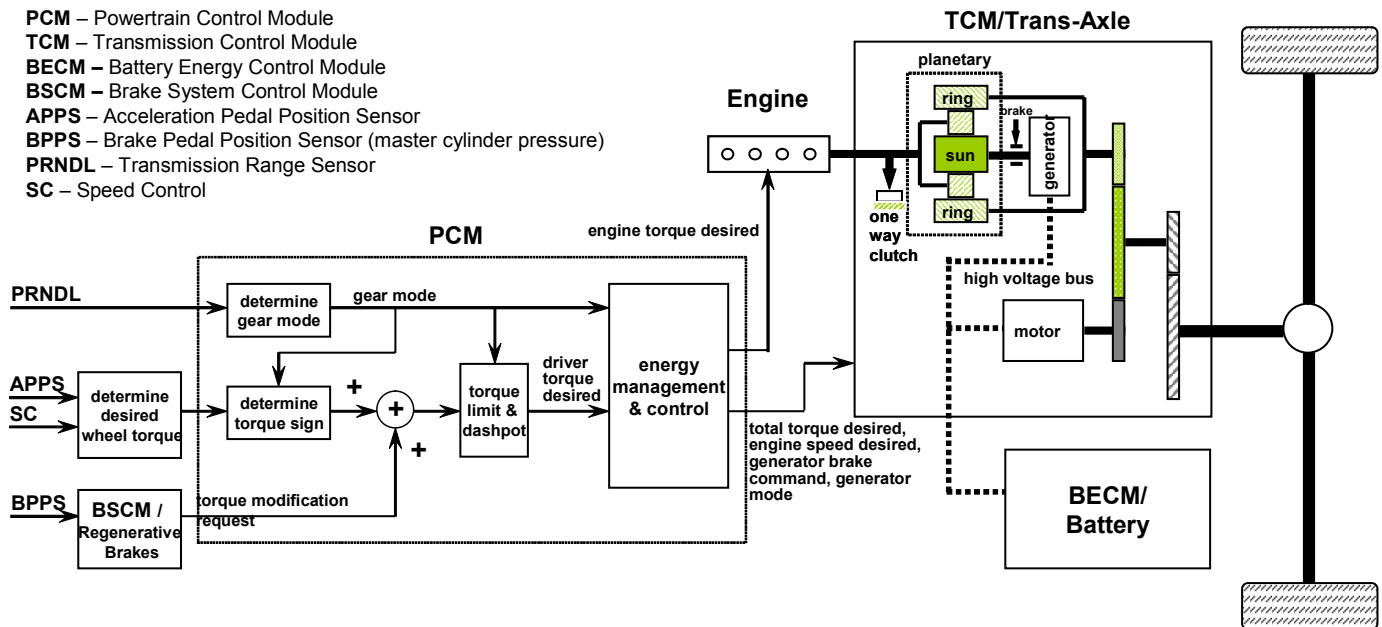 PCM – Powertrain Control Module
TCM – Transmission Control Module
BECM – Battery Energy Control Module
BSCM – Brake System Control Module
APPS – Acceleration Pedal Position Sensor
BPPS – Brake Pedal Position Sensor (master cylinder pressure)
PRNDL – Transmission Range Sensor
SC – Speed Control
TCM/Trans-Axle
planetary
Engine
ring
brake
sun
generator
ring
one
way
clutch
engine torque desired
high voltage bus
motor
PCM
PRNDL
determine
gear mode
gear mode
APPS
SC
determine
desired
wheel torque
determine
torque sign
+
+
+
torque
limit &
dashpot
driver
torque
desired
energy
management
& control
total torque desired,
engine speed desired,
generator brake
command, generator
mode
BPPS
BSCM /
Regenerative
Brakes
torque modification
request
BECM/
Battery